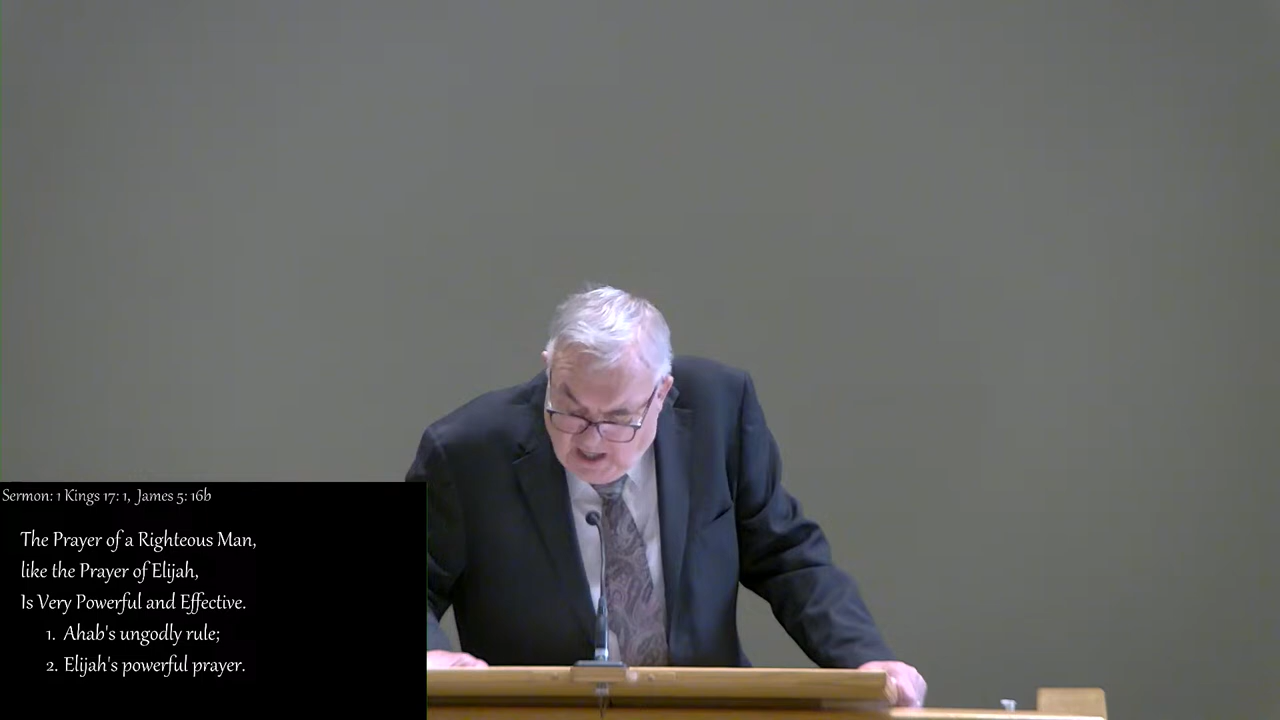 Sermon: 1 Kings 17: 1, James 5: 16b
The Prayer of a Righteous Man,
like the Prayer of Elijah,
Is Very Powerful and Effective.
1. Ahab's ungodly rule;
2. Elijah's powerful prayer.